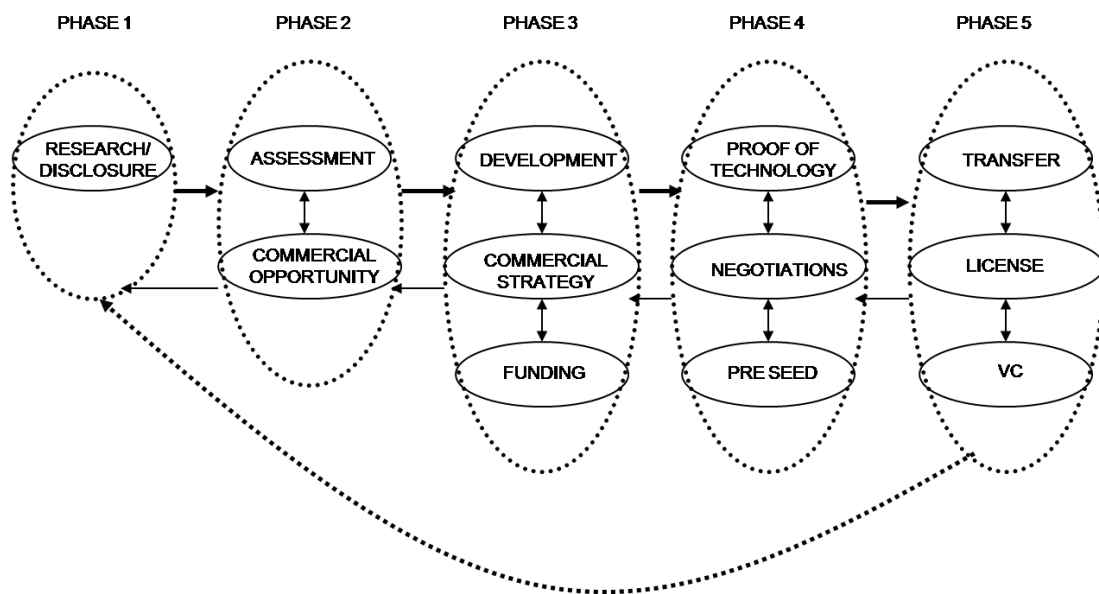 PHASE 1
PHASE 2
PHASE 3
PHASE 4
PHASE 5
RESEARCH/
DISCLOSURE
ASSESSMENT
COMMERCIAL
OPPORTUNITY
DEVELOPMENT
COMMERCIAL
STRATEGY
FUNDING
PROOF OF
TECHNOLOGY
NEGOTIATIONS
PRE SEED
TRANSFER
LICENSE
VC